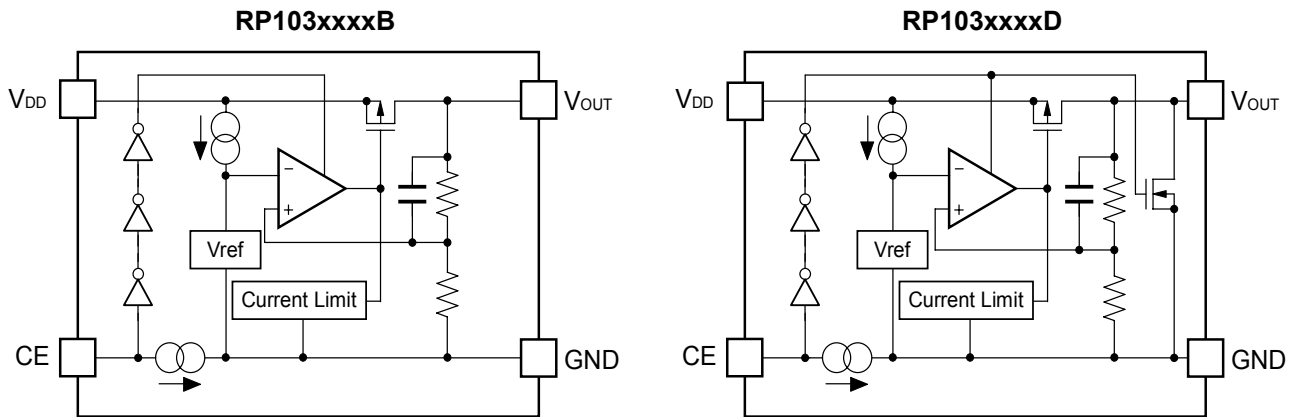 RP103xxxxB
VDD
VOUT
−
+
Vref
Current Limit
CE
GND
RP103xxxxD
VDD
VOUT
−
+
Vref
Current Limit
CE
GND